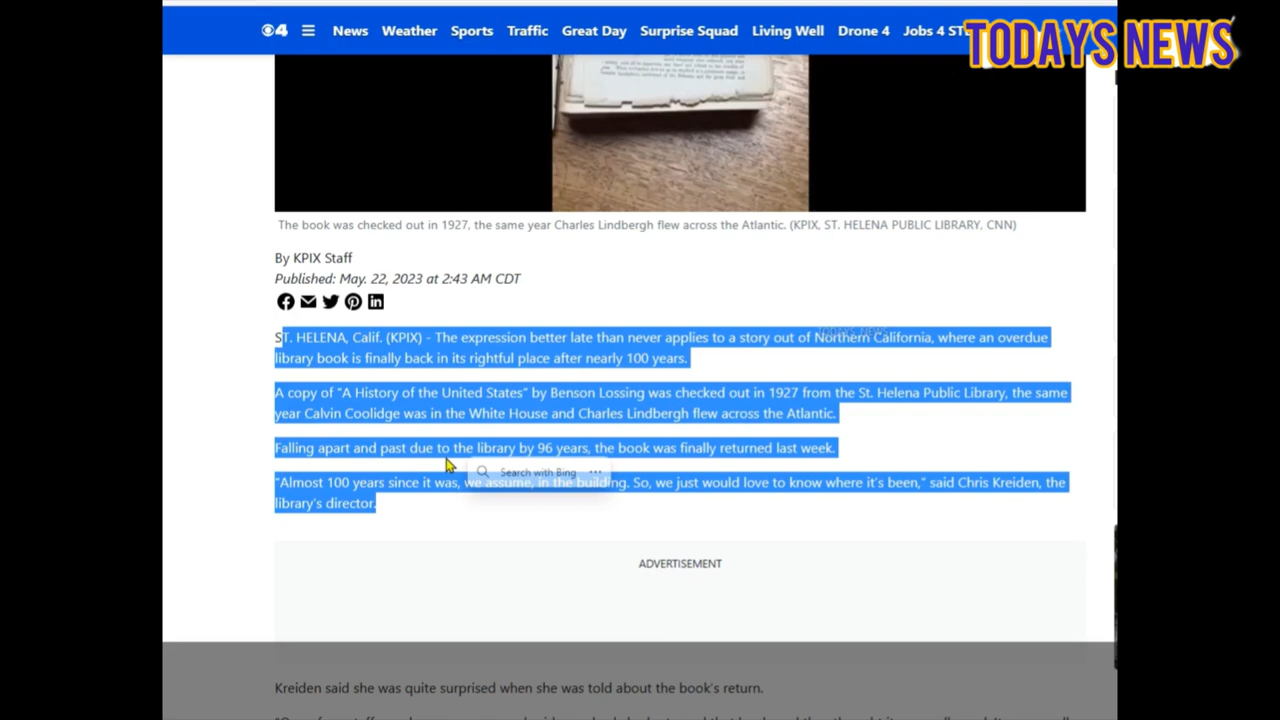 4 News Weather Sports Traffic Great Day Surprise Squad Living Well Drone 4 Jobs 4 ST
TODAYS NEWS
The book was checked out in 1927, the same year Charles Lindbergh flew across the Atlantic. (KPIX, ST. HELENA PUBLIC LIBRARY, CNN)
By KPIX Staff
Published: May. 22, 2023 at 2:43 AM CDT
TODAYS NEWS
ST. HELENA, Calif. (KPIX) - The expression better late than never applies to a story out of Northern California, where an overdue
library book is finally back in its rightful place after nearly 100 years.
A copy of “A History of the United States” by Benson Lossing was checked out in 1927 from the St. Helena Public Library, the same
year Calvin Coolidge was in the White House and Charles Lindbergh flew across the Atlantic.
Falling apart and past due to the library by 96 years, the book was finally returned last week.
Search with Bing
“Almost 100 years since it was, we assume, in the building. So, we just would love to know where it’s been,” said Chris Kreiden, the
library’s director.
ADVERTISEMENT
Kreiden said she was quite surprised when she was told about the book’s return.